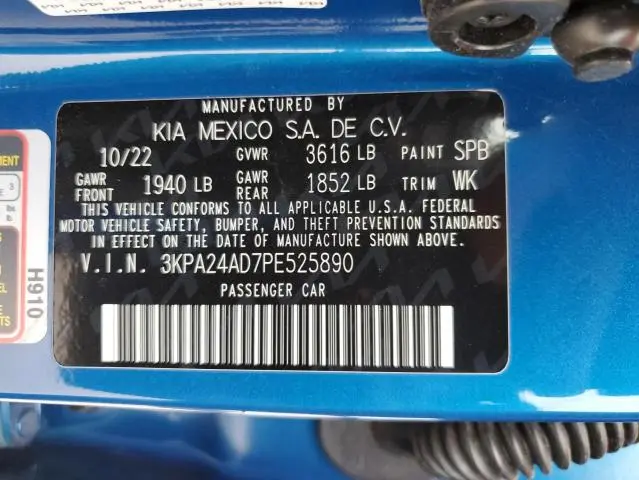 MANUFACTURED BY
KIA MEXICO S.A. DE C.V.
10/22 GVWR 3616 LB PAINT SPB
GAWR FRONT 1940 LB GAWR REAR 1852 LB TRIM WK
THIS VEHICLE CONFORMS TO ALL APPLICABLE U.S.A. FEDERAL
MOTOR VEHICLE SAFETY, BUMPER, AND THEFT PREVENTION STANDARDS
IN EFFECT ON THE DATE OF MANUFACTURE SHOWN ABOVE.
V.I.N. 3KPA24AD7PE525890
PASSENGER CAR
H910